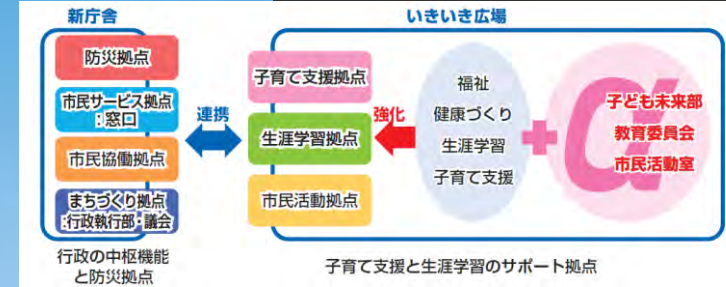 新庁舎
防災拠点
市民サービス拠点
:窓口
市民協働拠点
まちづくり拠点
:行政執行部・議会
行政の中枢機能
と防災拠点
連携
いきいき広場
子育て支援拠点
生涯学習拠点
市民活動拠点
強化
福祉
健康づくり
生涯学習
子育て支援
+
α
子ども未来部
教育委員会
市民活動室
子育て支援と生涯学習のサポート拠点